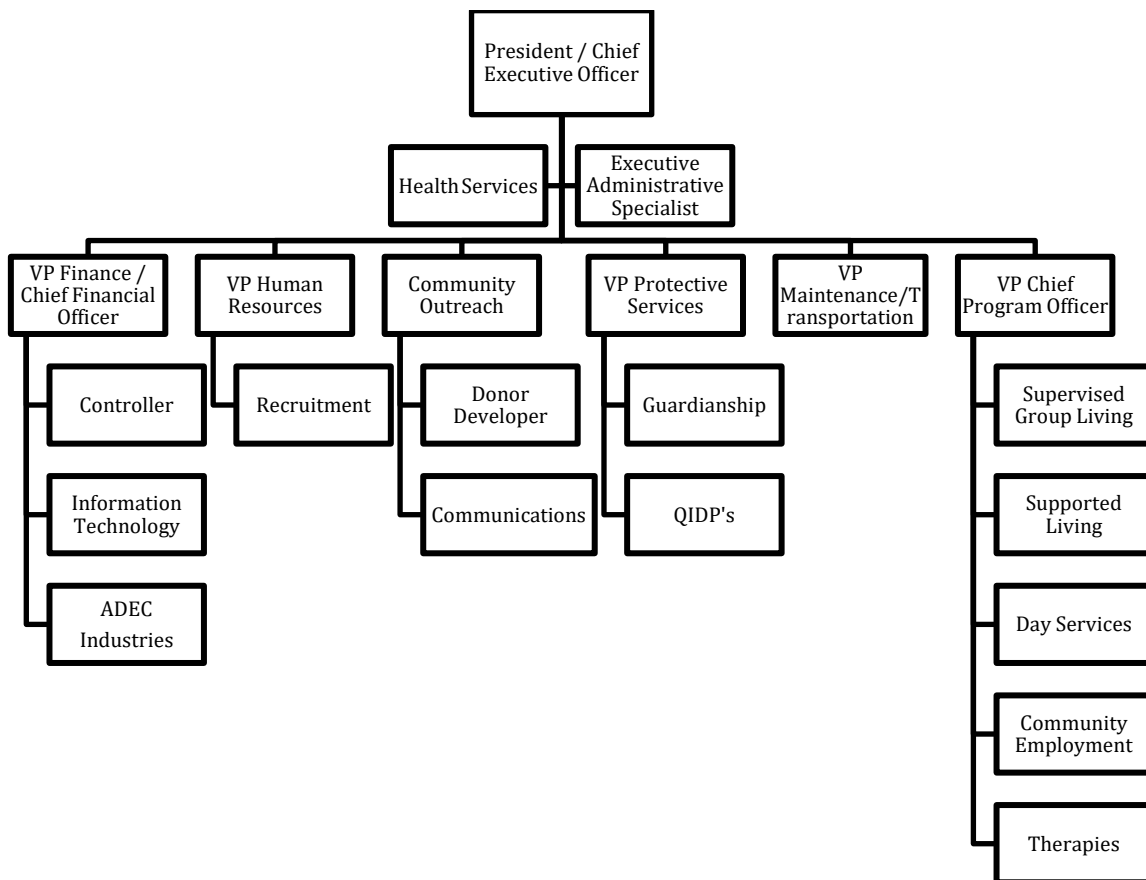 President / Chief
Executive Officer
Health Services
Executive
Administrative
Specialist
VP Finance /
Chief Financial
Officer
VP Human
Resources
Community
Outreach
VP Protective
Services
VP
Maintenance/T
ransportation
VP Chief
Program Officer
Controller
Recruitment
Donor
Developer
Guardianship
Supervised
Group Living
Information
Technology
Communications
QIDP's
Supported
Living
ADEC
Industries
Day Services
Community
Employment
Therapies